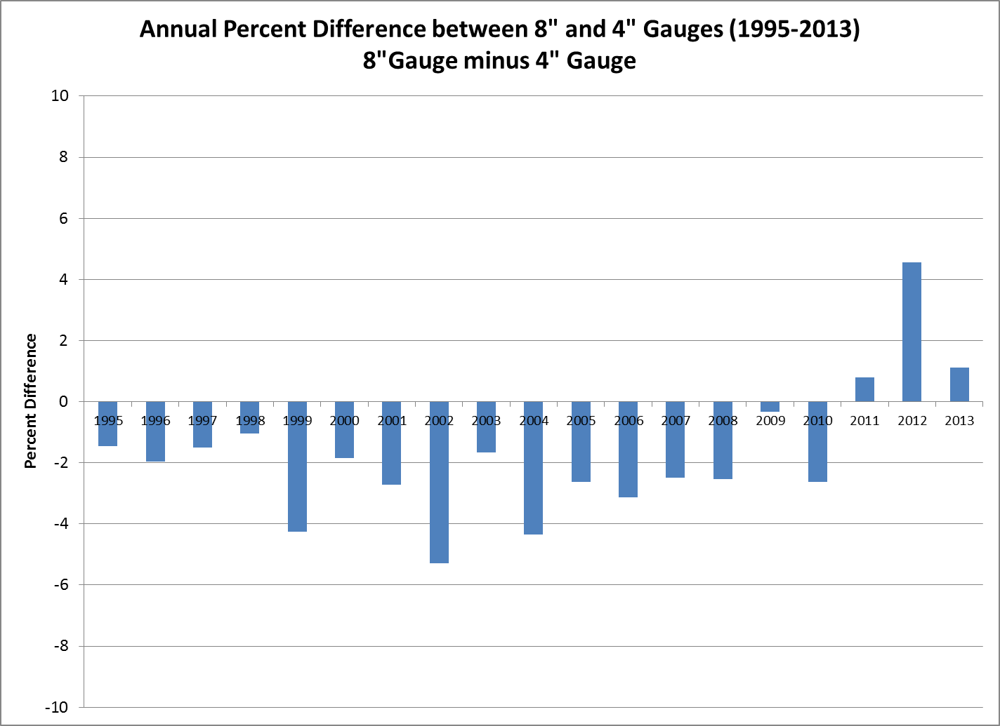 Annual Percent Difference between 8" and 4" Gauges (1995-2013)
8"Gauge minus 4" Gauge
10
8
6
4
2
0
-2
-4
-6
-8
-10
Percent Difference
1995 1996 1997 1998 1999 2000 2001 2002 2003 2004 2005 2006 2007 2008 2009 2010 2011 2012 2013